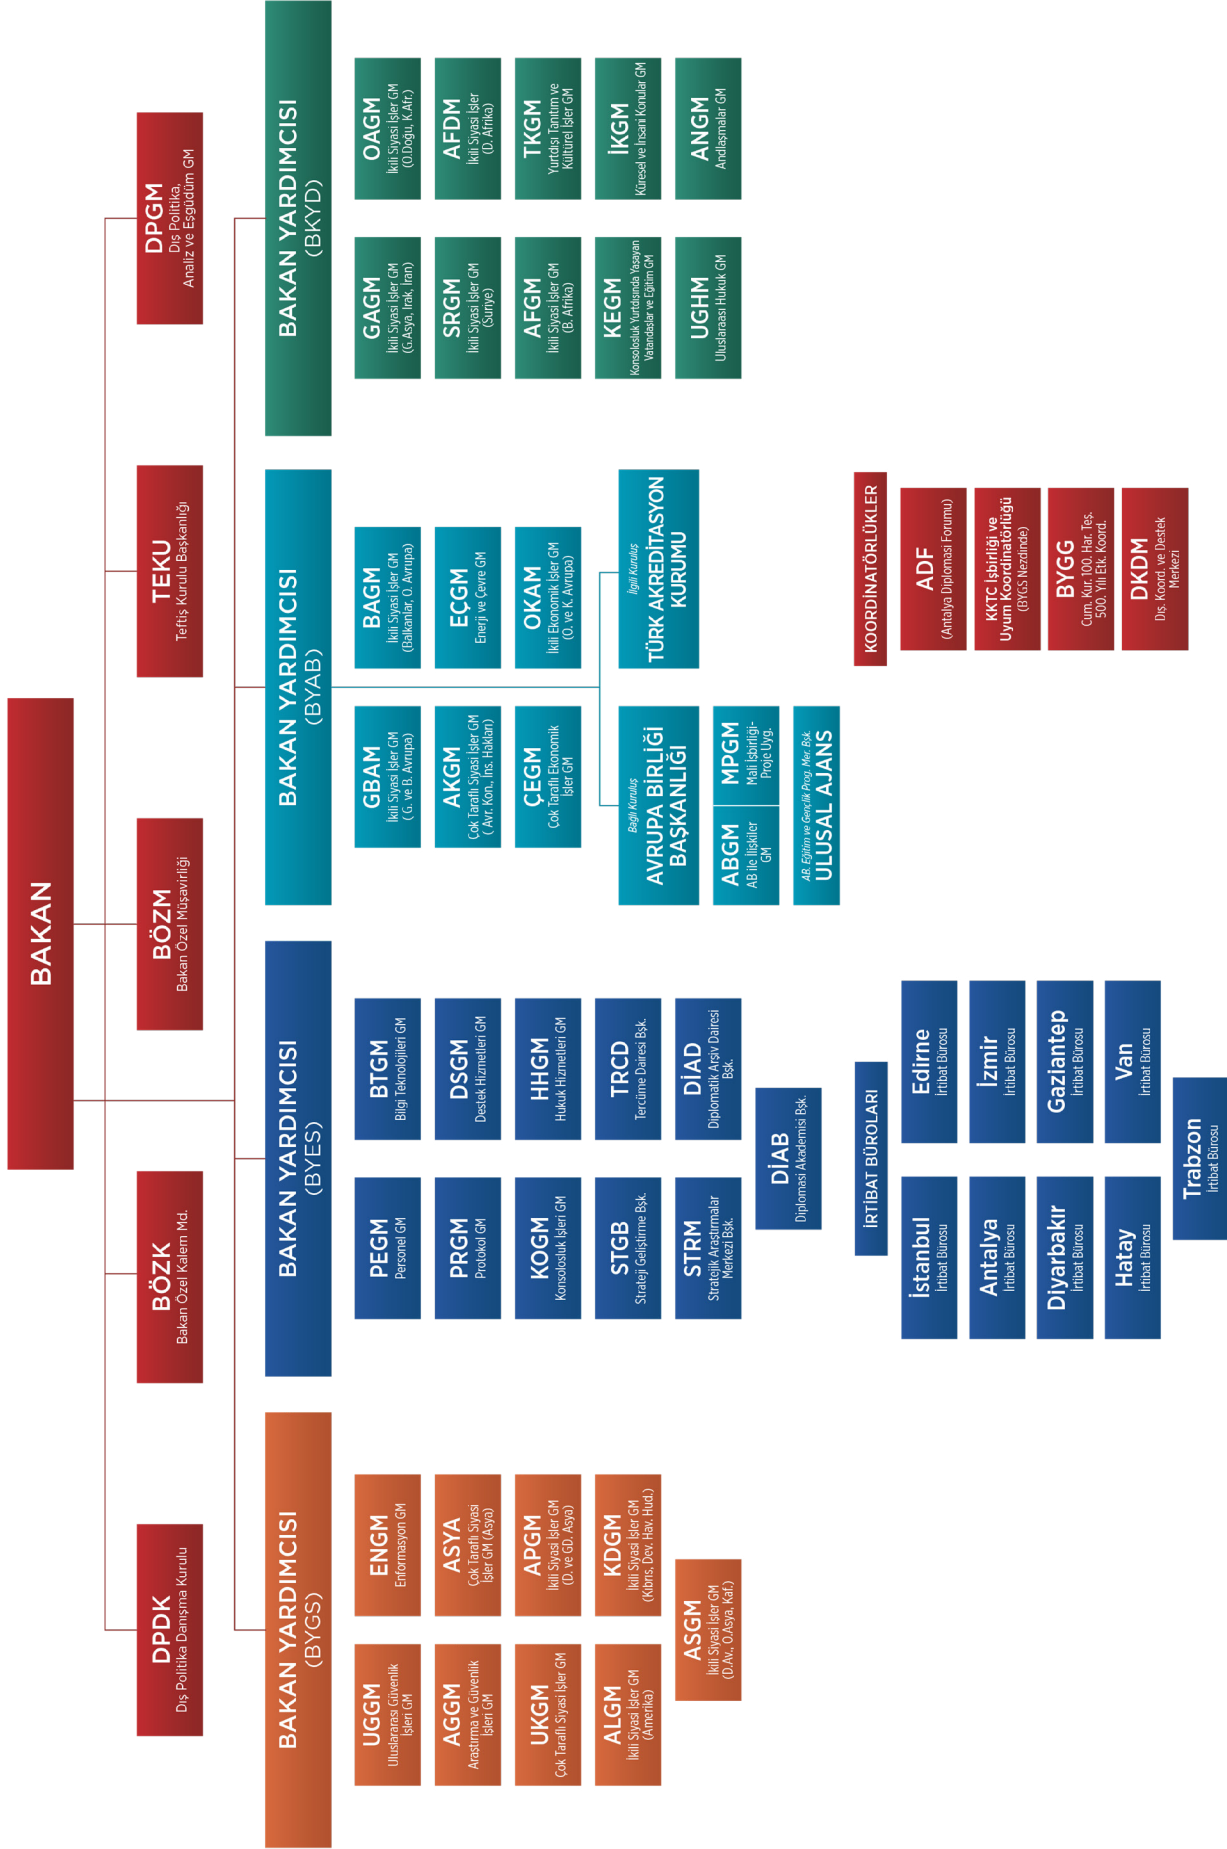 BAKAN
DPDK
Dış Politika Danışma Kurulu
BÖZK
Bakan Özel Kalem Md.
BÖZM
Bakan Özel Müşavirliği
TEKU
Teftiş Kurulu Başkanlığı
DPGM
Dış Politika,
Analiz ve Eşgüdüm GM
BAKAN YARDIMCISI
(BYGS)
UGGM
Uluslararası Güvenlik
İşleri GM
ENGM
Enformasyon GM
AGGM
Araştırma ve Güvenlik
İşleri GM
ASYA
Çok Taraflı Siyasi
İşler GM (Asya)
UKGM
Çok Taraflı Siyasi İşler GM
APGM
İkili Siyasi İşler GM
(D. ve GD. Asya)
ALGM
İkili Siyasi İşler GM
(Amerika)
KDGM
İkili Siyasi İşler GM
(Kıbrıs, Dev. Hav. Hud.)
ASGM
İkili Siyasi İşler GM
(D.Av., O.Asya, Kaf.)
BAKAN YARDIMCISI
(BYES)
PEGM
Personel GM
BTGM
Bilgi Teknolojileri GM
PRGM
Protokol GM
DSGM
Destek Hizmetleri GM
KOGM
Konsolosluk İşleri GM
HHGM
Hukuk Hizmetleri GM
STGB
Strateji Geliştirme Bşk.
TRCD
Tercüme Dairesi Bşk.
STRM
Stratejik Araştırmalar
Merkezi Bşk.
DİAD
Diplomatik Arşiv Dairesi
Bşk.
DİAB
Diplomasi Akademisi Bşk.
İRTİBAT BÜROLARI
İstanbul
İrtibat Bürosu
Edirne
İrtibat Bürosu
Antalya
İrtibat Bürosu
İzmir
İrtibat Bürosu
Diyarbakır
İrtibat Bürosu
Gaziantep
İrtibat Bürosu
Hatay
İrtibat Bürosu
Van
İrtibat Bürosu
Trabzon
İrtibat Bürosu
BAKAN YARDIMCISI
(BYAB)
GBAM
İkili Siyasi İşler GM
( G. ve B. Avrupa)
BAGM
İkili Siyasi İşler GM
(Balkanlar, O. Avrupa)
AKGM
Çok Taraflı Siyasi İşler GM
( Avr. Kon., İns. Hakları)
EÇGM
Enerji ve Çevre GM
ÇEGM
Çok Taraflı Ekonomik
İşler GM
OKAM
İkili Ekonomik İşler GM
(O. ve K. Avrupa)
Bağlı Kuruluş
AVRUPA BİRLİĞİ
BAŞKANLIĞI
İlgili Kuruluş
TÜRK AKREDİTASYON
KURUMU
ABGM
AB ile İlişkiler
GM
MPGM
Mali İşbirliği-
Proje Uyg.
AB. Eğitim ve Gençlik Prog. Mer. Bşk.
ULUSAL AJANS
KOORDİNATÖRLÜKLER
ADF
(Antalya Diplomasi Forumu)
KKTC İşbirliği ve
Uyum Koordinatörlüğü
(BYGS Nezdinde)
BYGG
Cum. Kur. 100. Har. Teş.
500. Yılı Etk. Koord.
DKDM
Dış. Koord. ve Destek
Merkezi
BAKAN YARDIMCISI
(BKYD)
GAGM
İkili Siyasi İşler GM
(G.Asya, Irak, İran)
OAGM
İkili Siyasi İşler GM
(O.Doğu, K.Afr.)
SRGM
İkili Siyasi İşler GM
(Suriye)
AFDM
İkili Siyasi İşler
(D. Afrika)
AFGM
İkili Siyasi İşler GM
(B. Afrika)
TKGM
Yurtdışı Tanıtım ve
Kültürel İşler GM
KEGM
Konsolosluk Yurtdışında Yaşayan
Vatandaşlar ve Eğitim GM
İKGM
Küresel ve İnsani Konular GM
UGHM
Uluslaraası Hukuk GM
ANGM
Andlaşmalar GM